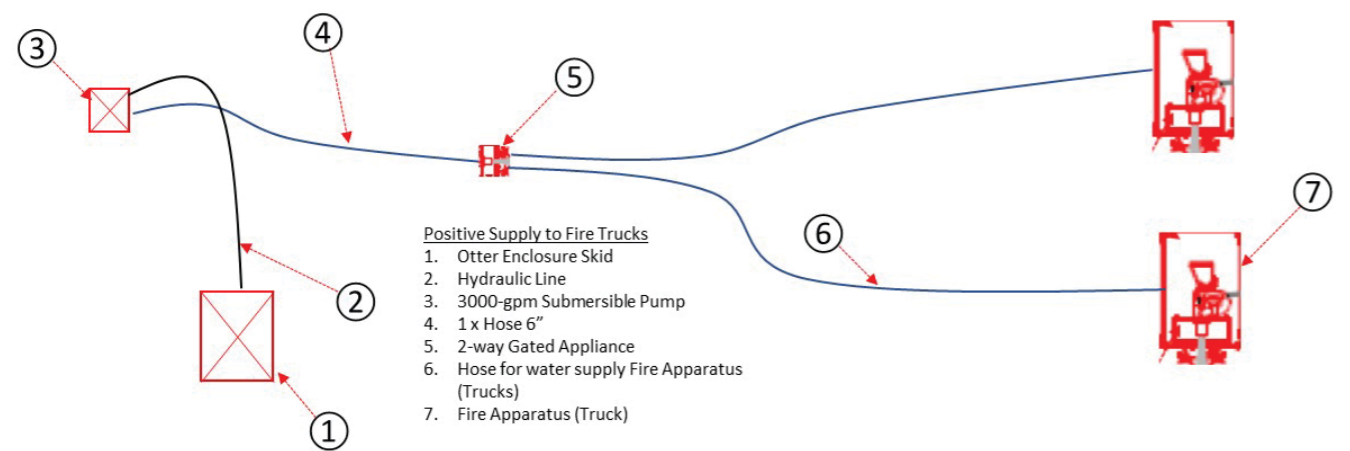 3
4
5
7
6
2
1
Positive Supply to Fire Trucks
1. Otter Enclosure Skid
2. Hydraulic Line
3. 3000-gpm Submersible Pump
4. 1 x Hose 6”
5. 2-way Gated Appliance
6. Hose for water supply Fire Apparatus
(Trucks)
7. Fire Apparatus (Truck)